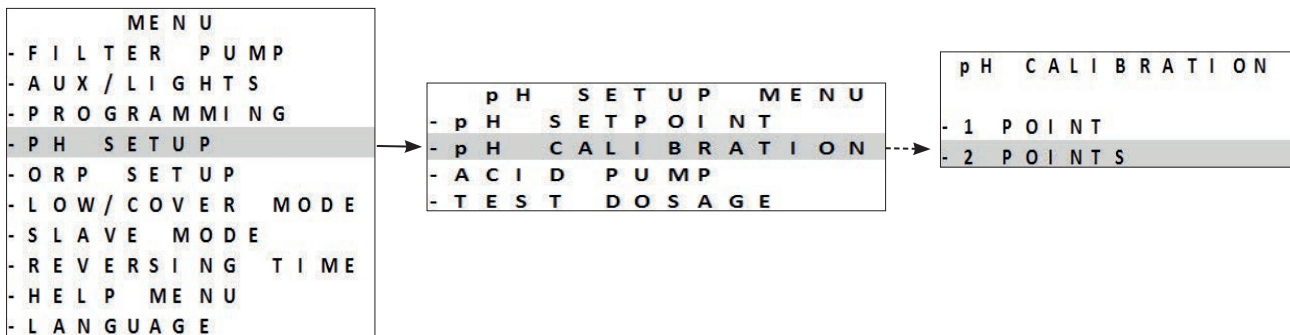 MENU
- FILTER PUMP
- AUX/LIGHTS
- PROGRAMMING
- PH SETUP
- ORP SETUP
- LOW/COVER MODE
- SLAVE MODE
- REVERSING TIME
- HELP MENU
- LANGUAGE
pH SETUP MENU
- pH SETPOINT
- pH CALIBRATION
- ACID PUMP
- TEST DOSAGE
pH CALIBRATION
- 1 POINT
- 2 POINTS